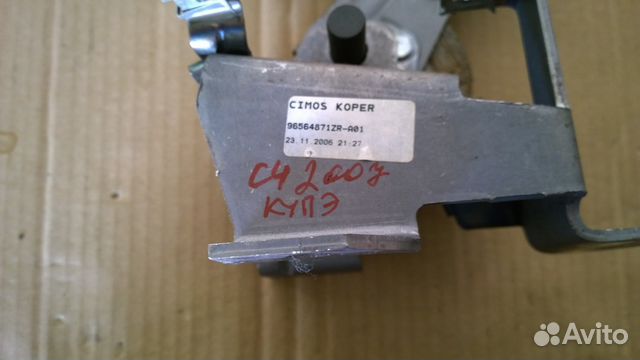 CIMOS KOPER
96564871ZR-A01
23.11.2006 21:27
C4 2007
КУПЭ
Avito